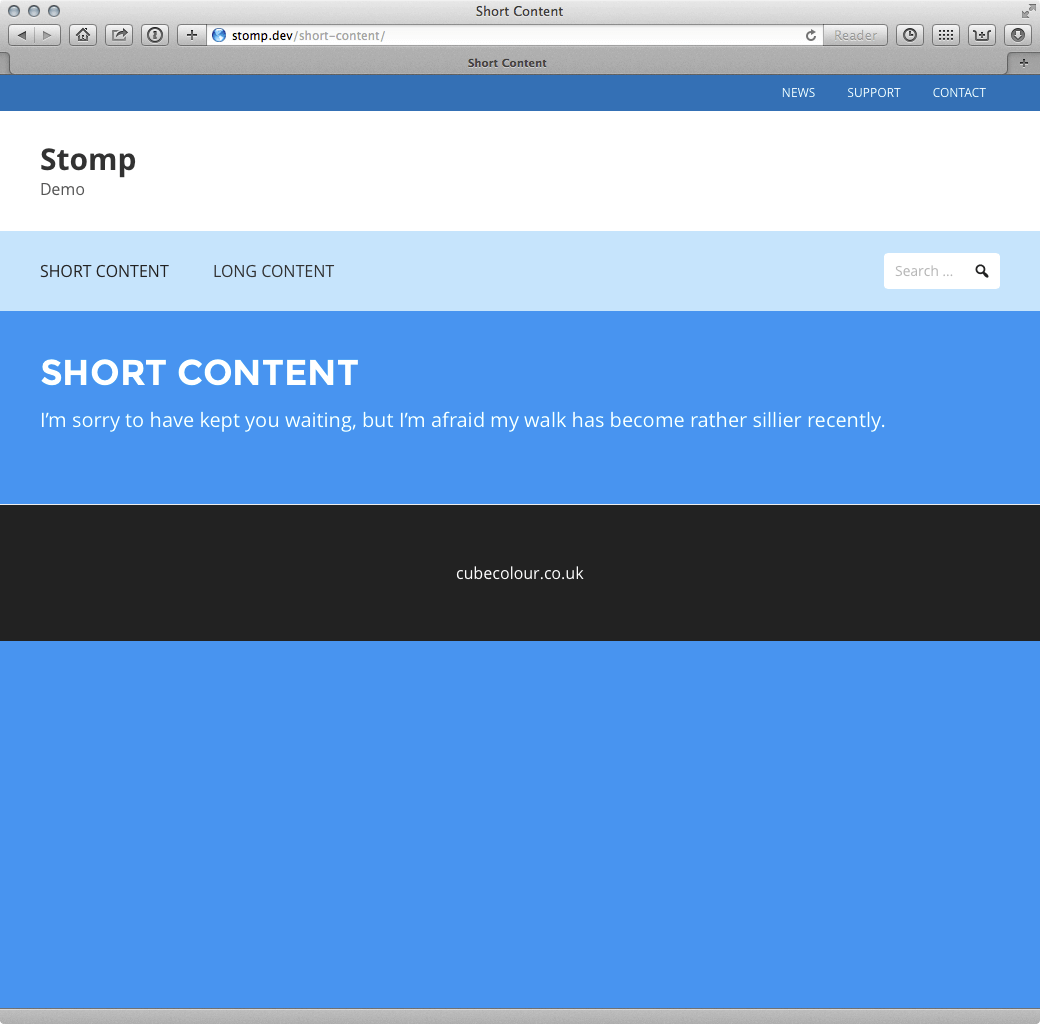 Short Content
stomp.dev/short-content/
Reader
Short Content
NEWS SUPPORT CONTACT
Stomp
Demo
SHORT CONTENT LONG CONTENT Search ...
SHORT CONTENT
I’m sorry to have kept you waiting, but I’m afraid my walk has become rather sillier recently.
cubecolour.co.uk